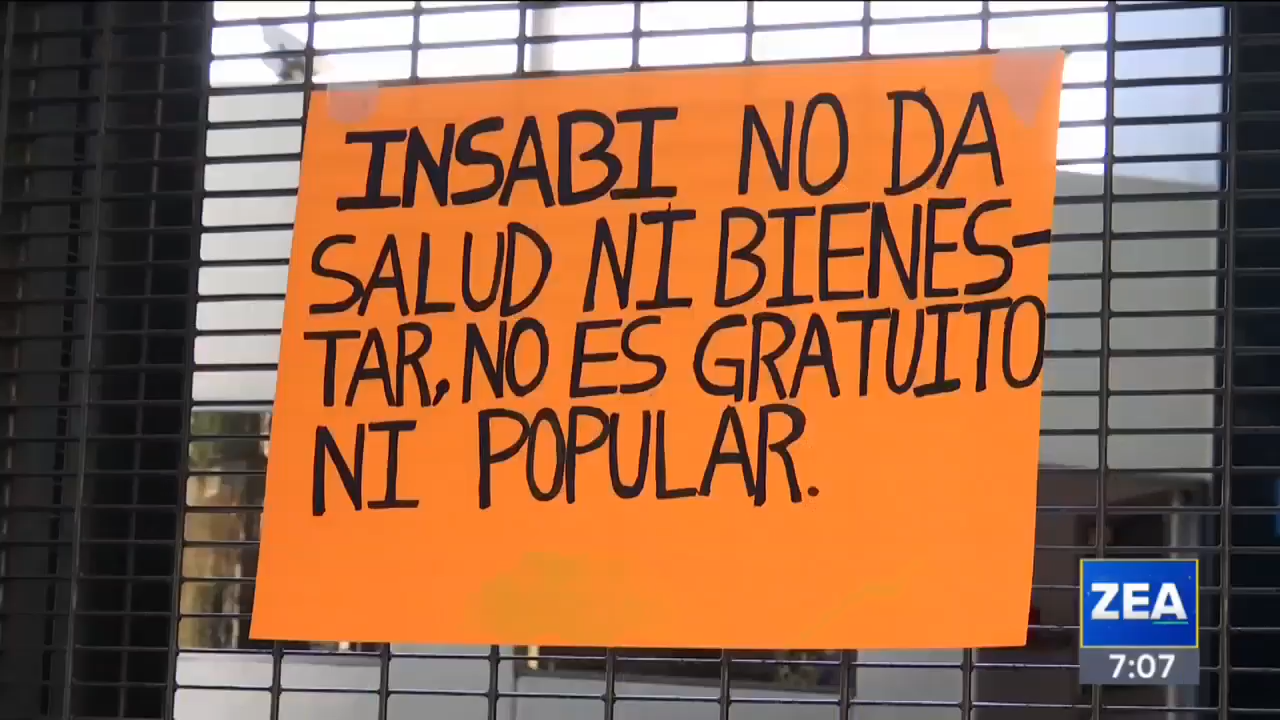 INSABI NO DA
SALUD NI BIENES-
TAR, NO ES GRATUITO
NI POPULAR.
ZEA
7:07